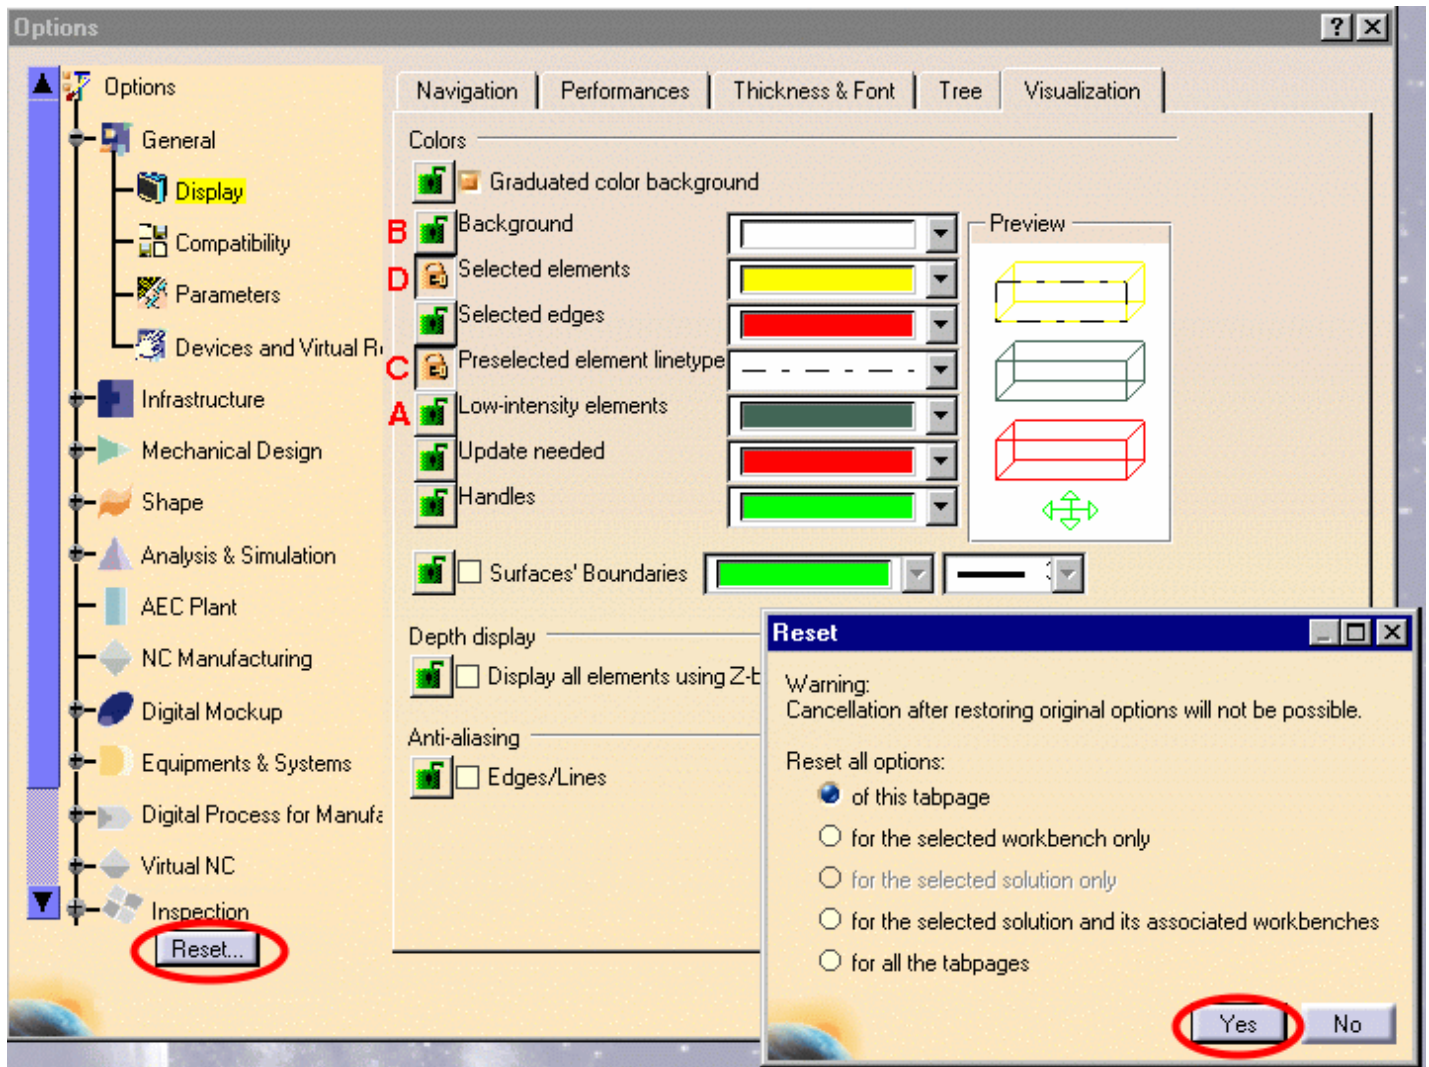 Options
?
Options
General
Display
Compatibility
Parameters
Devices and Virtual R
Infrastructure
Mechanical Design
Shape
Analysis & Simulation
AEC Plant
NC Manufacturing
Digital Mockup
Equipments & Systems
Digital Process for Manufa
Virtual NC
Inspection
Reset...
Navigation Performances Thickness & Font Tree Visualization
Colors
Graduated color background
B Background
D Selected elements
Selected edges
C Preselected element linetype
A Low-intensity elements
Update needed
Handles
Preview
Surfaces' Boundaries
Depth display
Display all elements using Z-b
Anti-aliasing
Edges/Lines
Reset
Warning:
Cancellation after restoring original options will not be possible.
Reset all options:
of this tabpage
for the selected workbench only
for the selected solution only
for the selected solution and its associated workbenches
for all the tabpages
Yes No